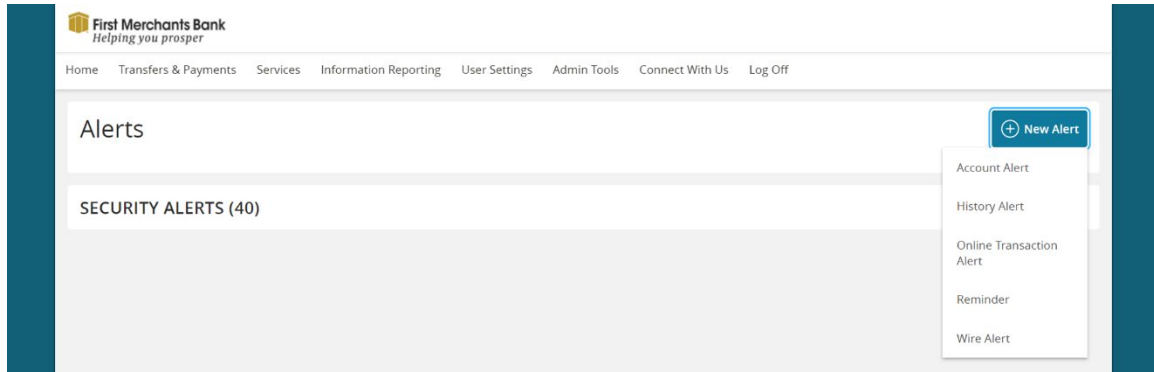 First Merchants Bank
Helping you prosper
Home Transfers & Payments Services Information Reporting User Settings Admin Tools Connect With Us Log Off
Alerts
New Alert
Account Alert
SECURITY ALERTS (40)
History Alert
Online Transaction
Alert
Reminder
Wire Alert